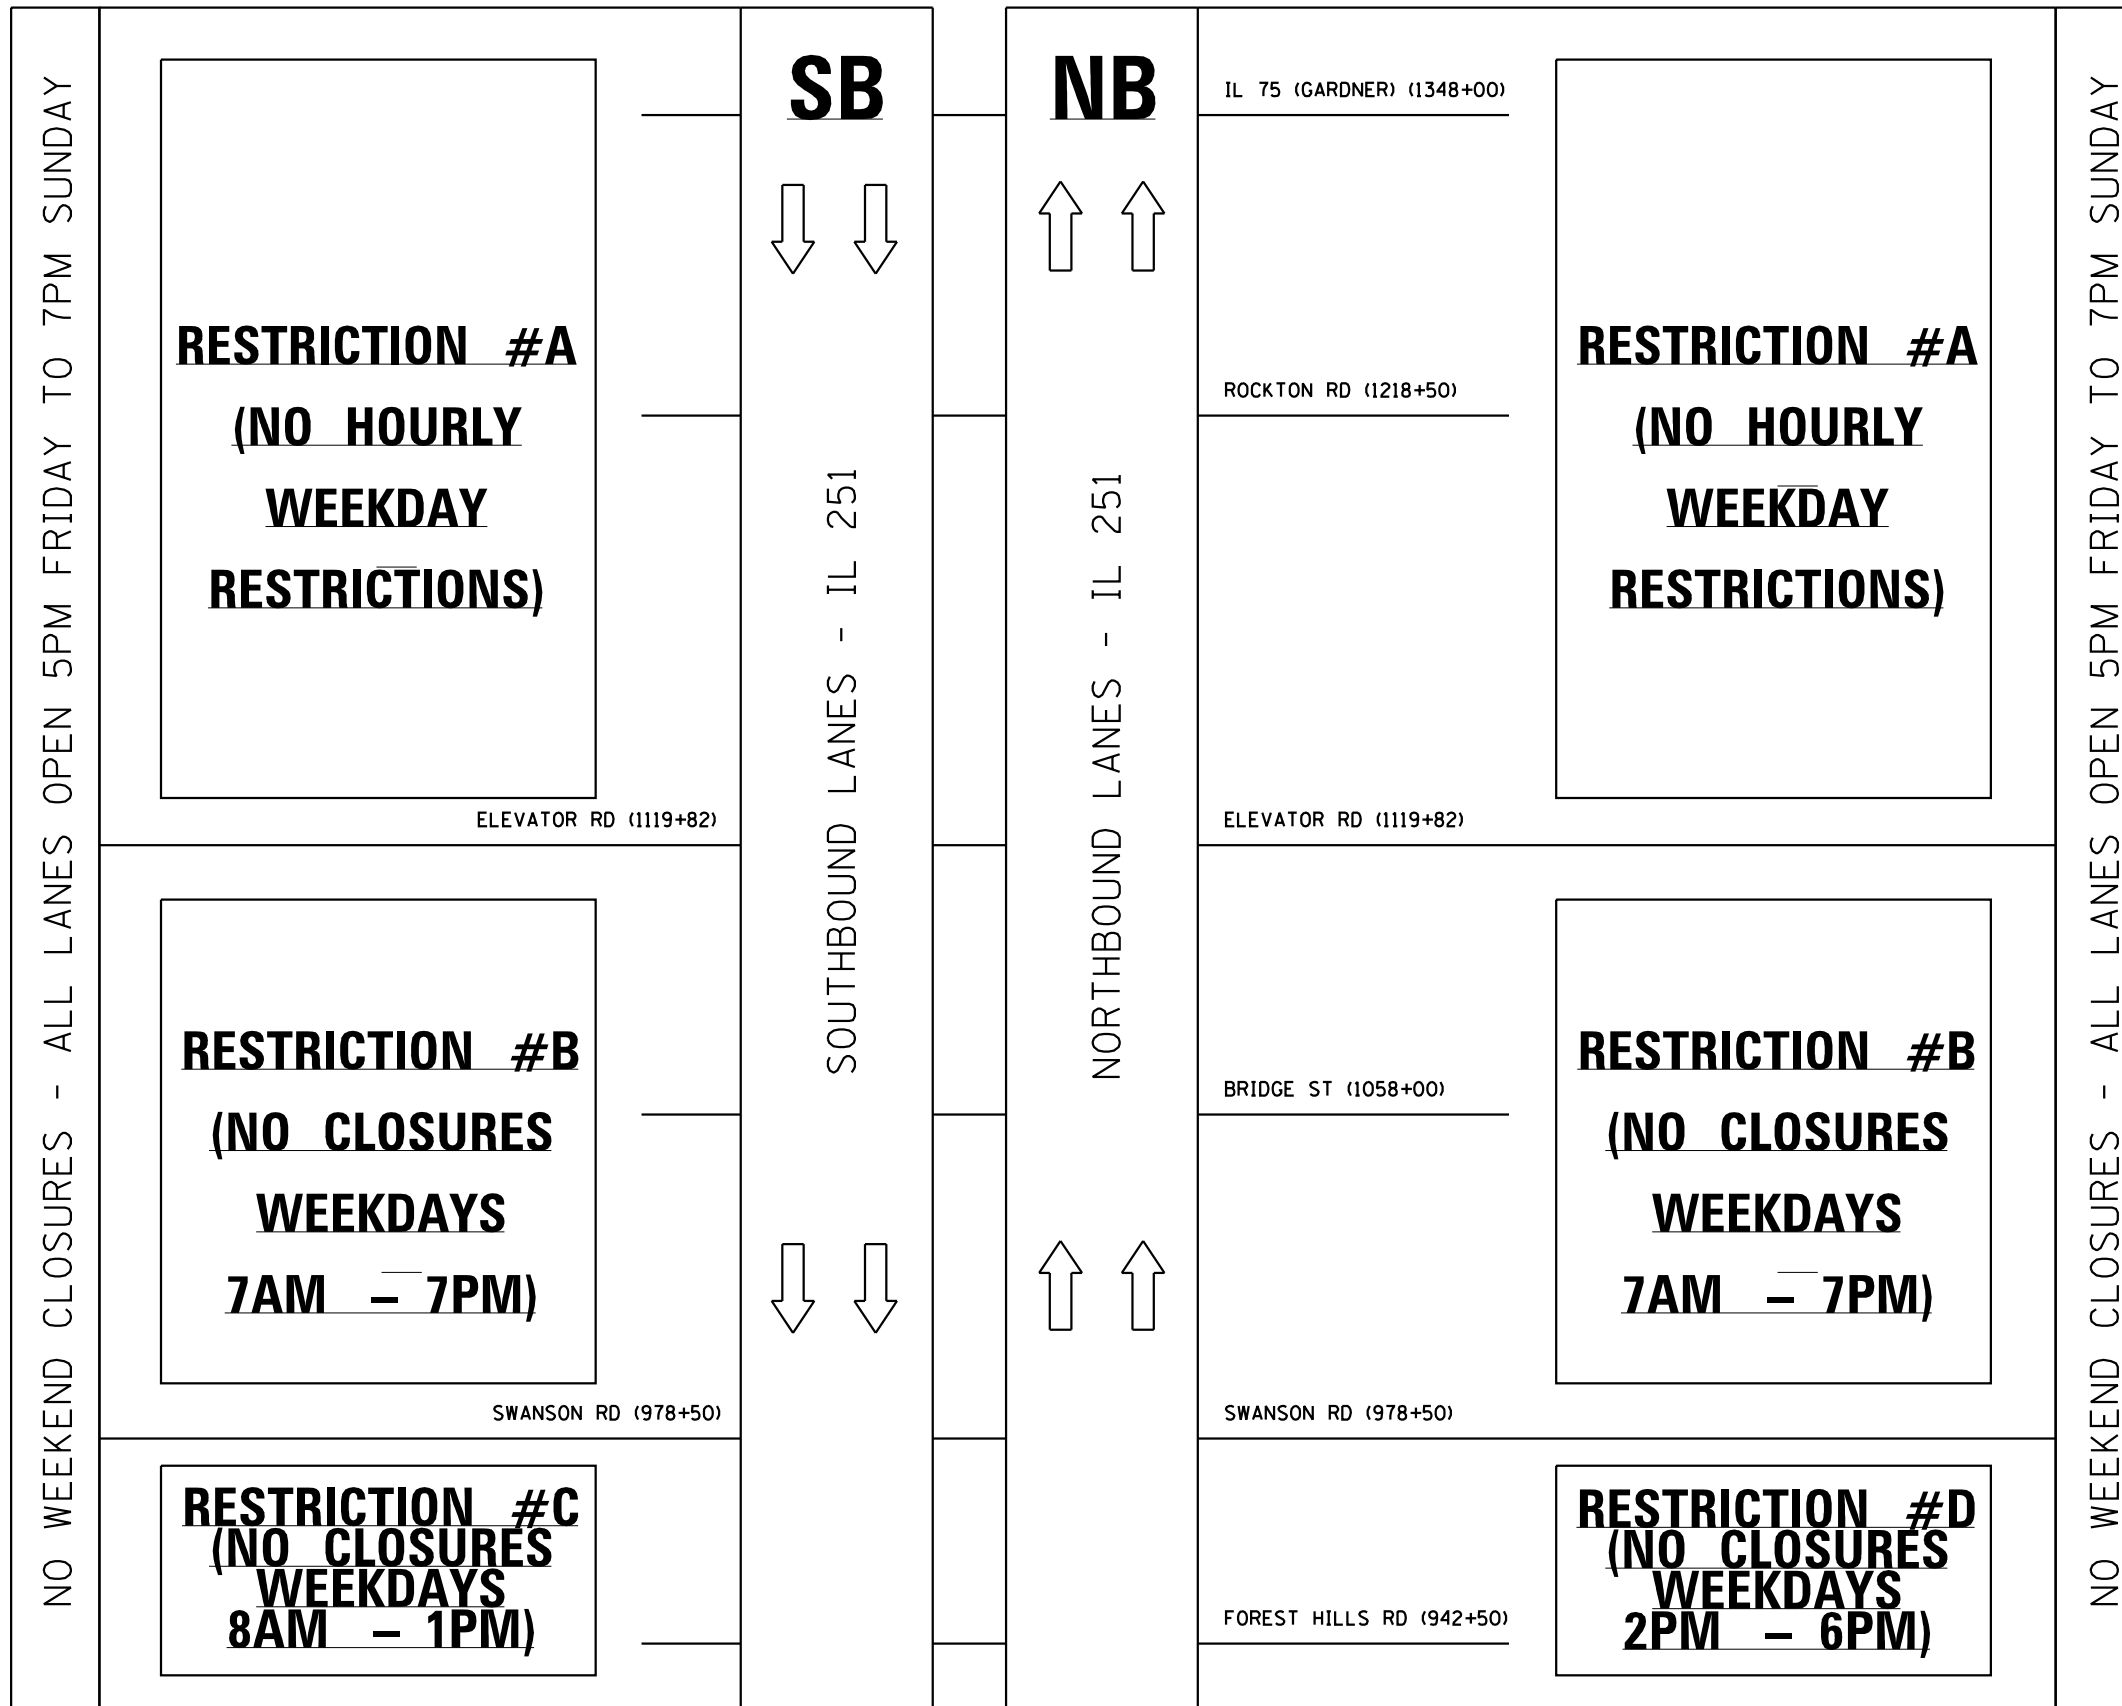 NO WEEKEND CLOSURES - ALL LANES OPEN 5PM FRIDAY TO 7PM SUNDAY
RESTRICTION #A
(NO HOURLY
WEEKDAY
RESTRICTIONS)
ELEVATOR RD (1119+82)
RESTRICTION #B
(NO CLOSURES
WEEKDAYS
7AM – 7PM)
SWANSON RD (978+50)
RESTRICTION #C
(NO CLOSURES
WEEKDAYS
8AM – 1PM)
SB
SOUTHBOUND LANES - IL 251
NB
NORTHBOUND LANES - IL 251
IL 75 (GARDNER) (1348+00)
ROCKTON RD (1218+50)
ELEVATOR RD (1119+82)
BRIDGE ST (1058+00)
SWANSON RD (978+50)
FOREST HILLS RD (942+50)
RESTRICTION #A
(NO HOURLY
WEEKDAY
RESTRICTIONS)
RESTRICTION #B
(NO CLOSURES
WEEKDAYS
7AM – 7PM)
RESTRICTION #D
(NO CLOSURES
WEEKDAYS
2PM – 6PM)
NO WEEKEND CLOSURES - ALL LANES OPEN 5PM FRIDAY TO 7PM SUNDAY